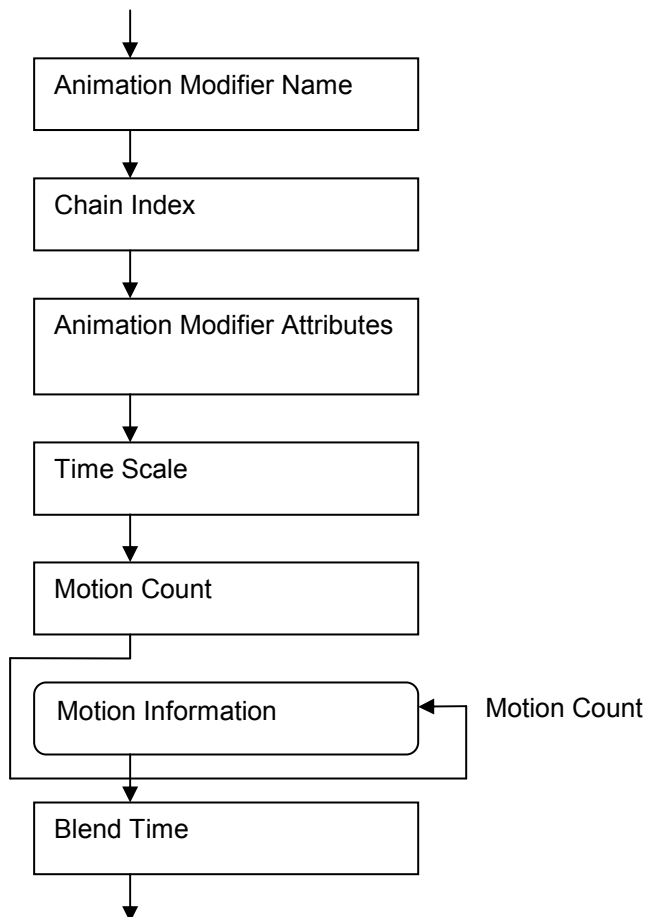 Animation Modifier Name
Chain Index
Animation Modifier Attributes
Time Scale
Motion Count
Motion Information
Motion Count
Blend Time